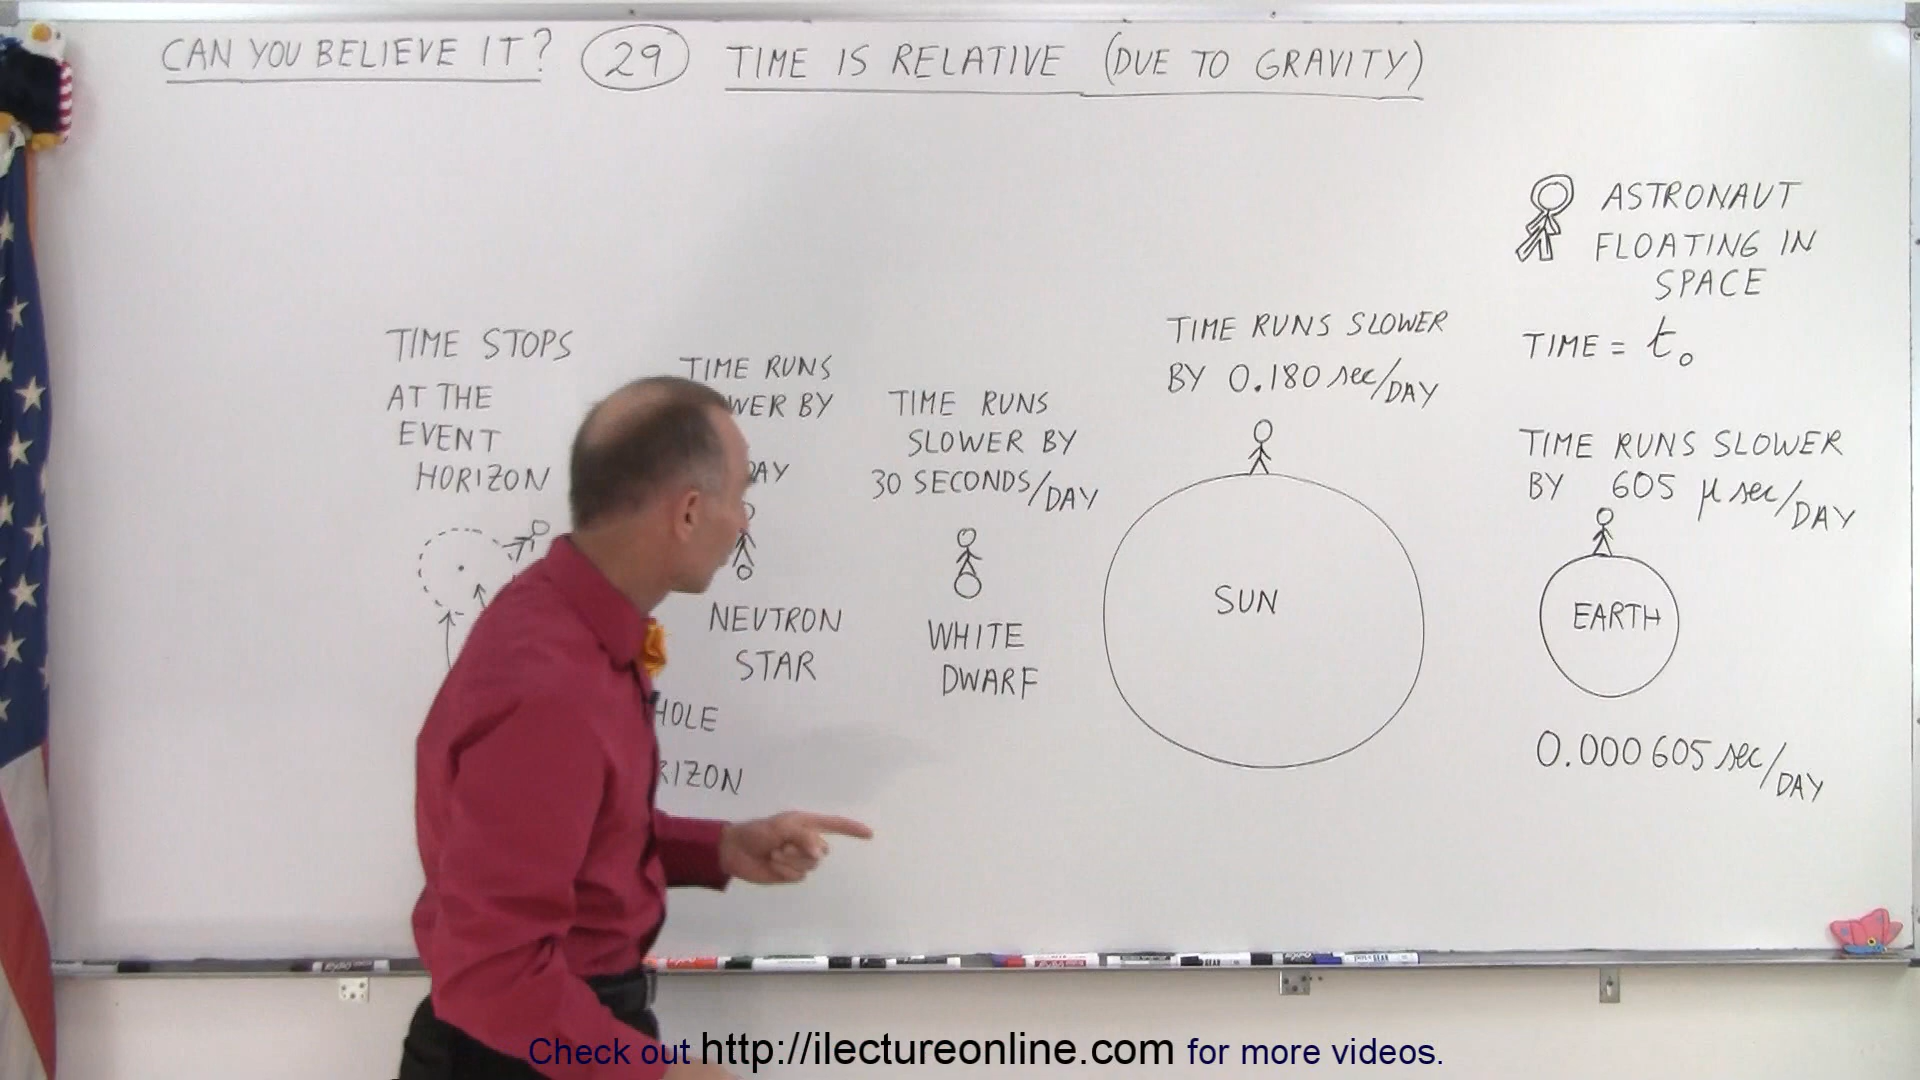 CAN YOU BELIEVE IT? 29 TIME IS RELATIVE (DUE TO GRAVITY)
ASTRONAUT
FLOATING IN
SPACE
TIME = t₀
TIME STOPS
AT THE
EVENT
HORIZON
TIME RUNS
WER BY
AY
NEUTRON
STAR
HOLE
RIZON
TIME RUNS
SLOWER BY
30 SECONDS/DAY
WHITE
DWARF
TIME RUNS SLOWER
BY 0.180 sec/DAY
SUN
TIME RUNS SLOWER
BY 605 μsec/DAY
EARTH
0.000605 sec/DAY
Check out http://ilectureonline.com for more videos.